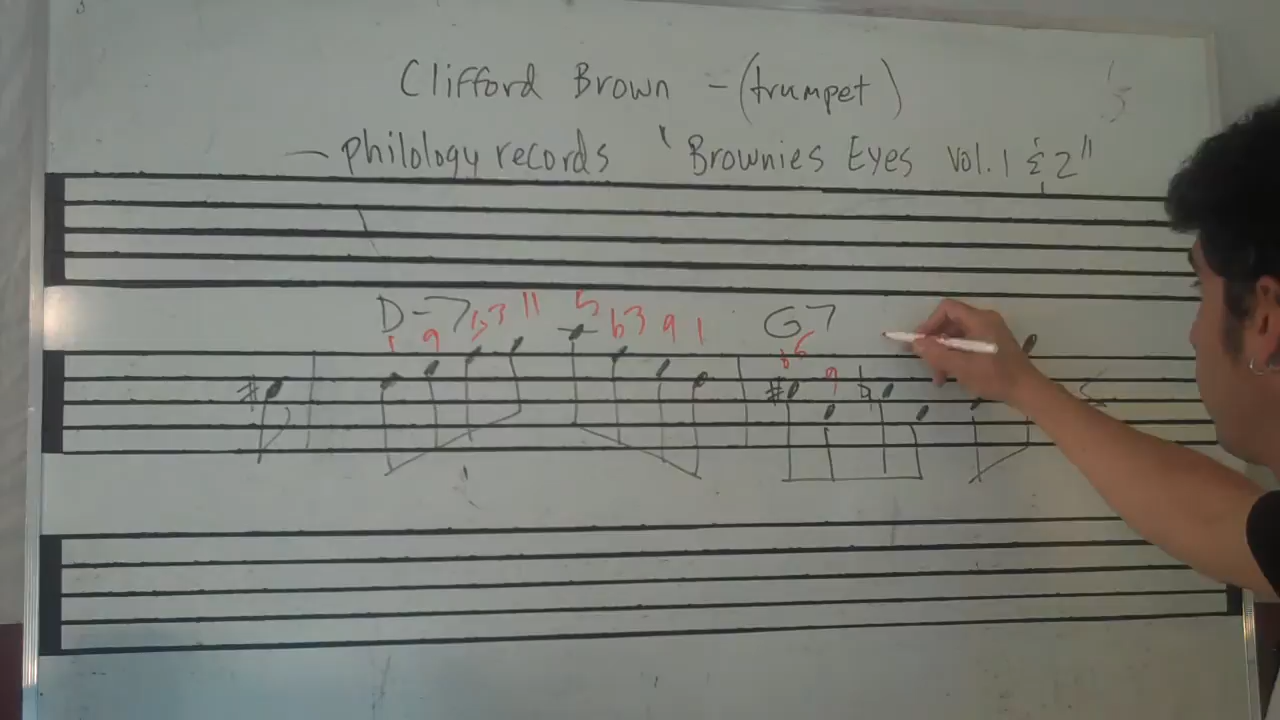 Clifford Brown - (trumpet)
- philology records "Brownies Eyes vol. 1 & 2"
D-7 G7
1 9 b3 11 5 b3 9 1 b6 9